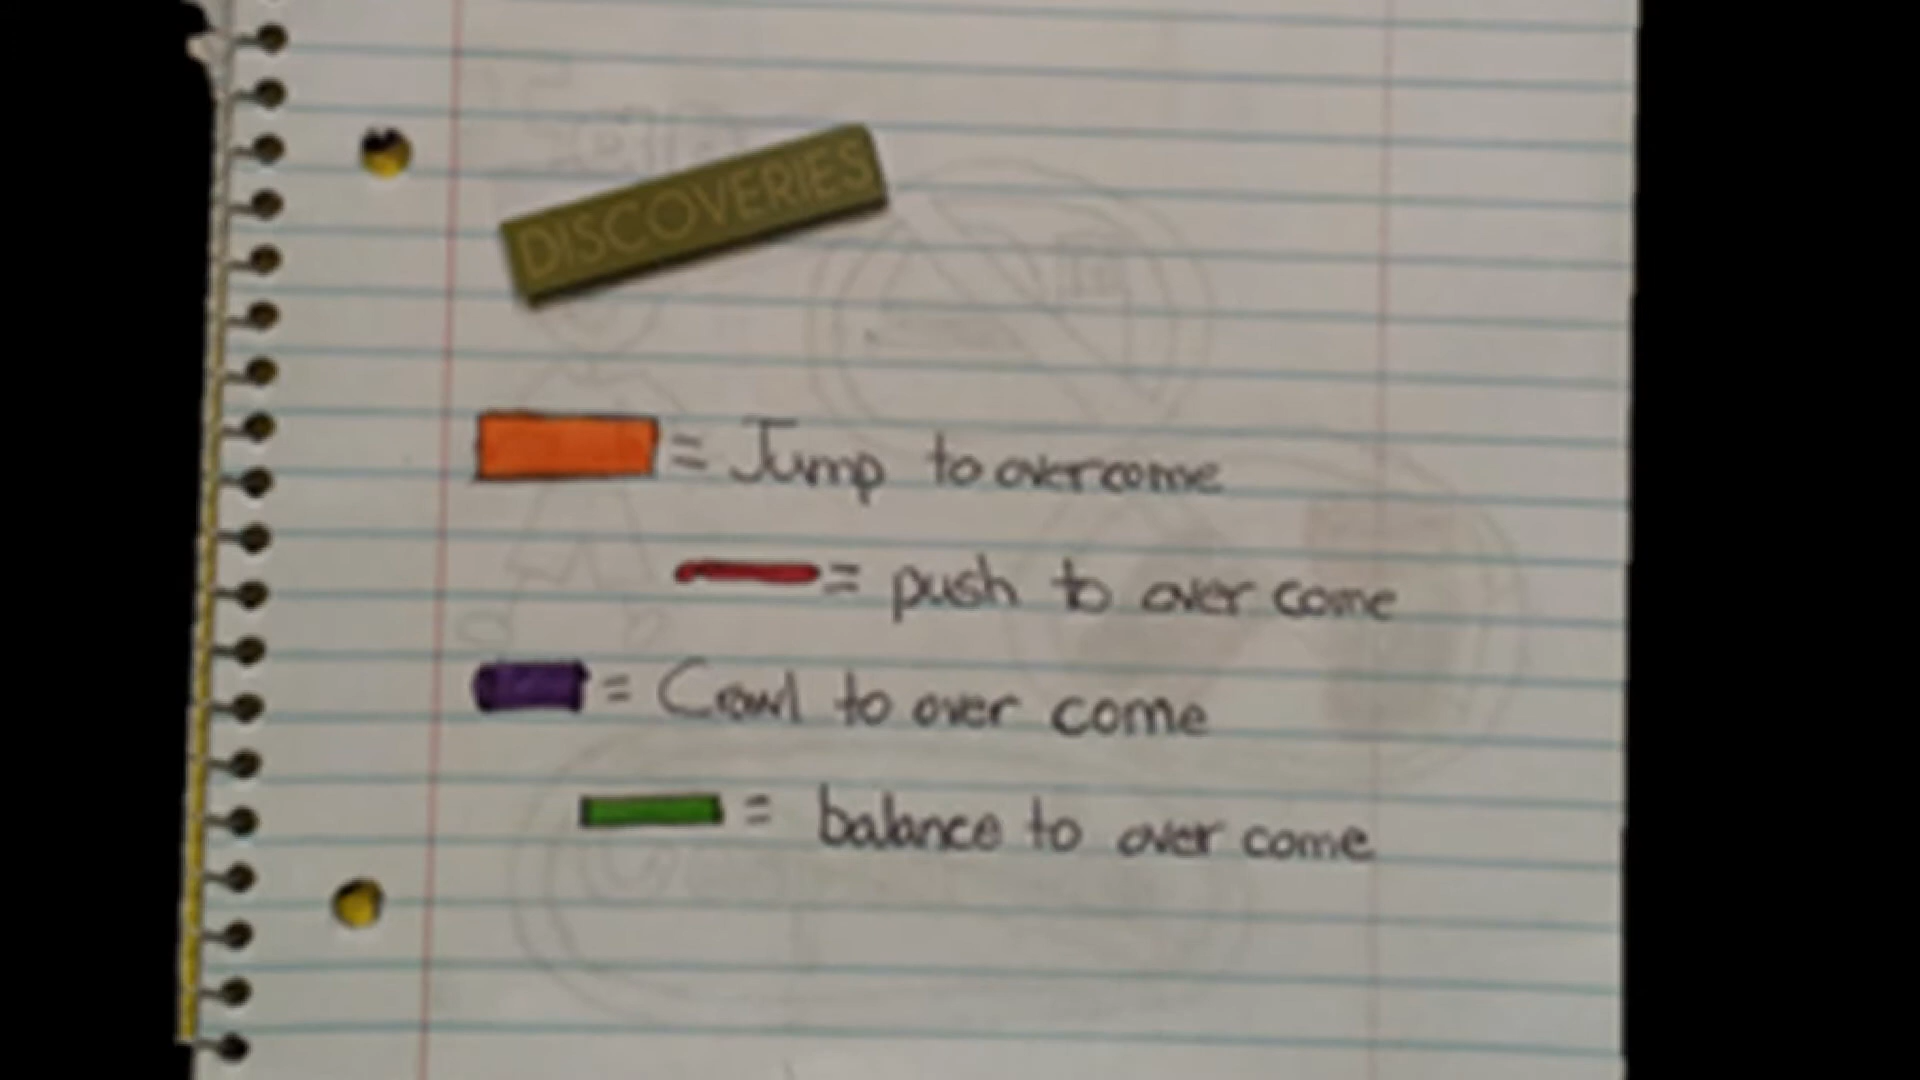 DISCOVERIES
= Jump to overcome
= push to over come
= Crawl to over come
= balance to over come